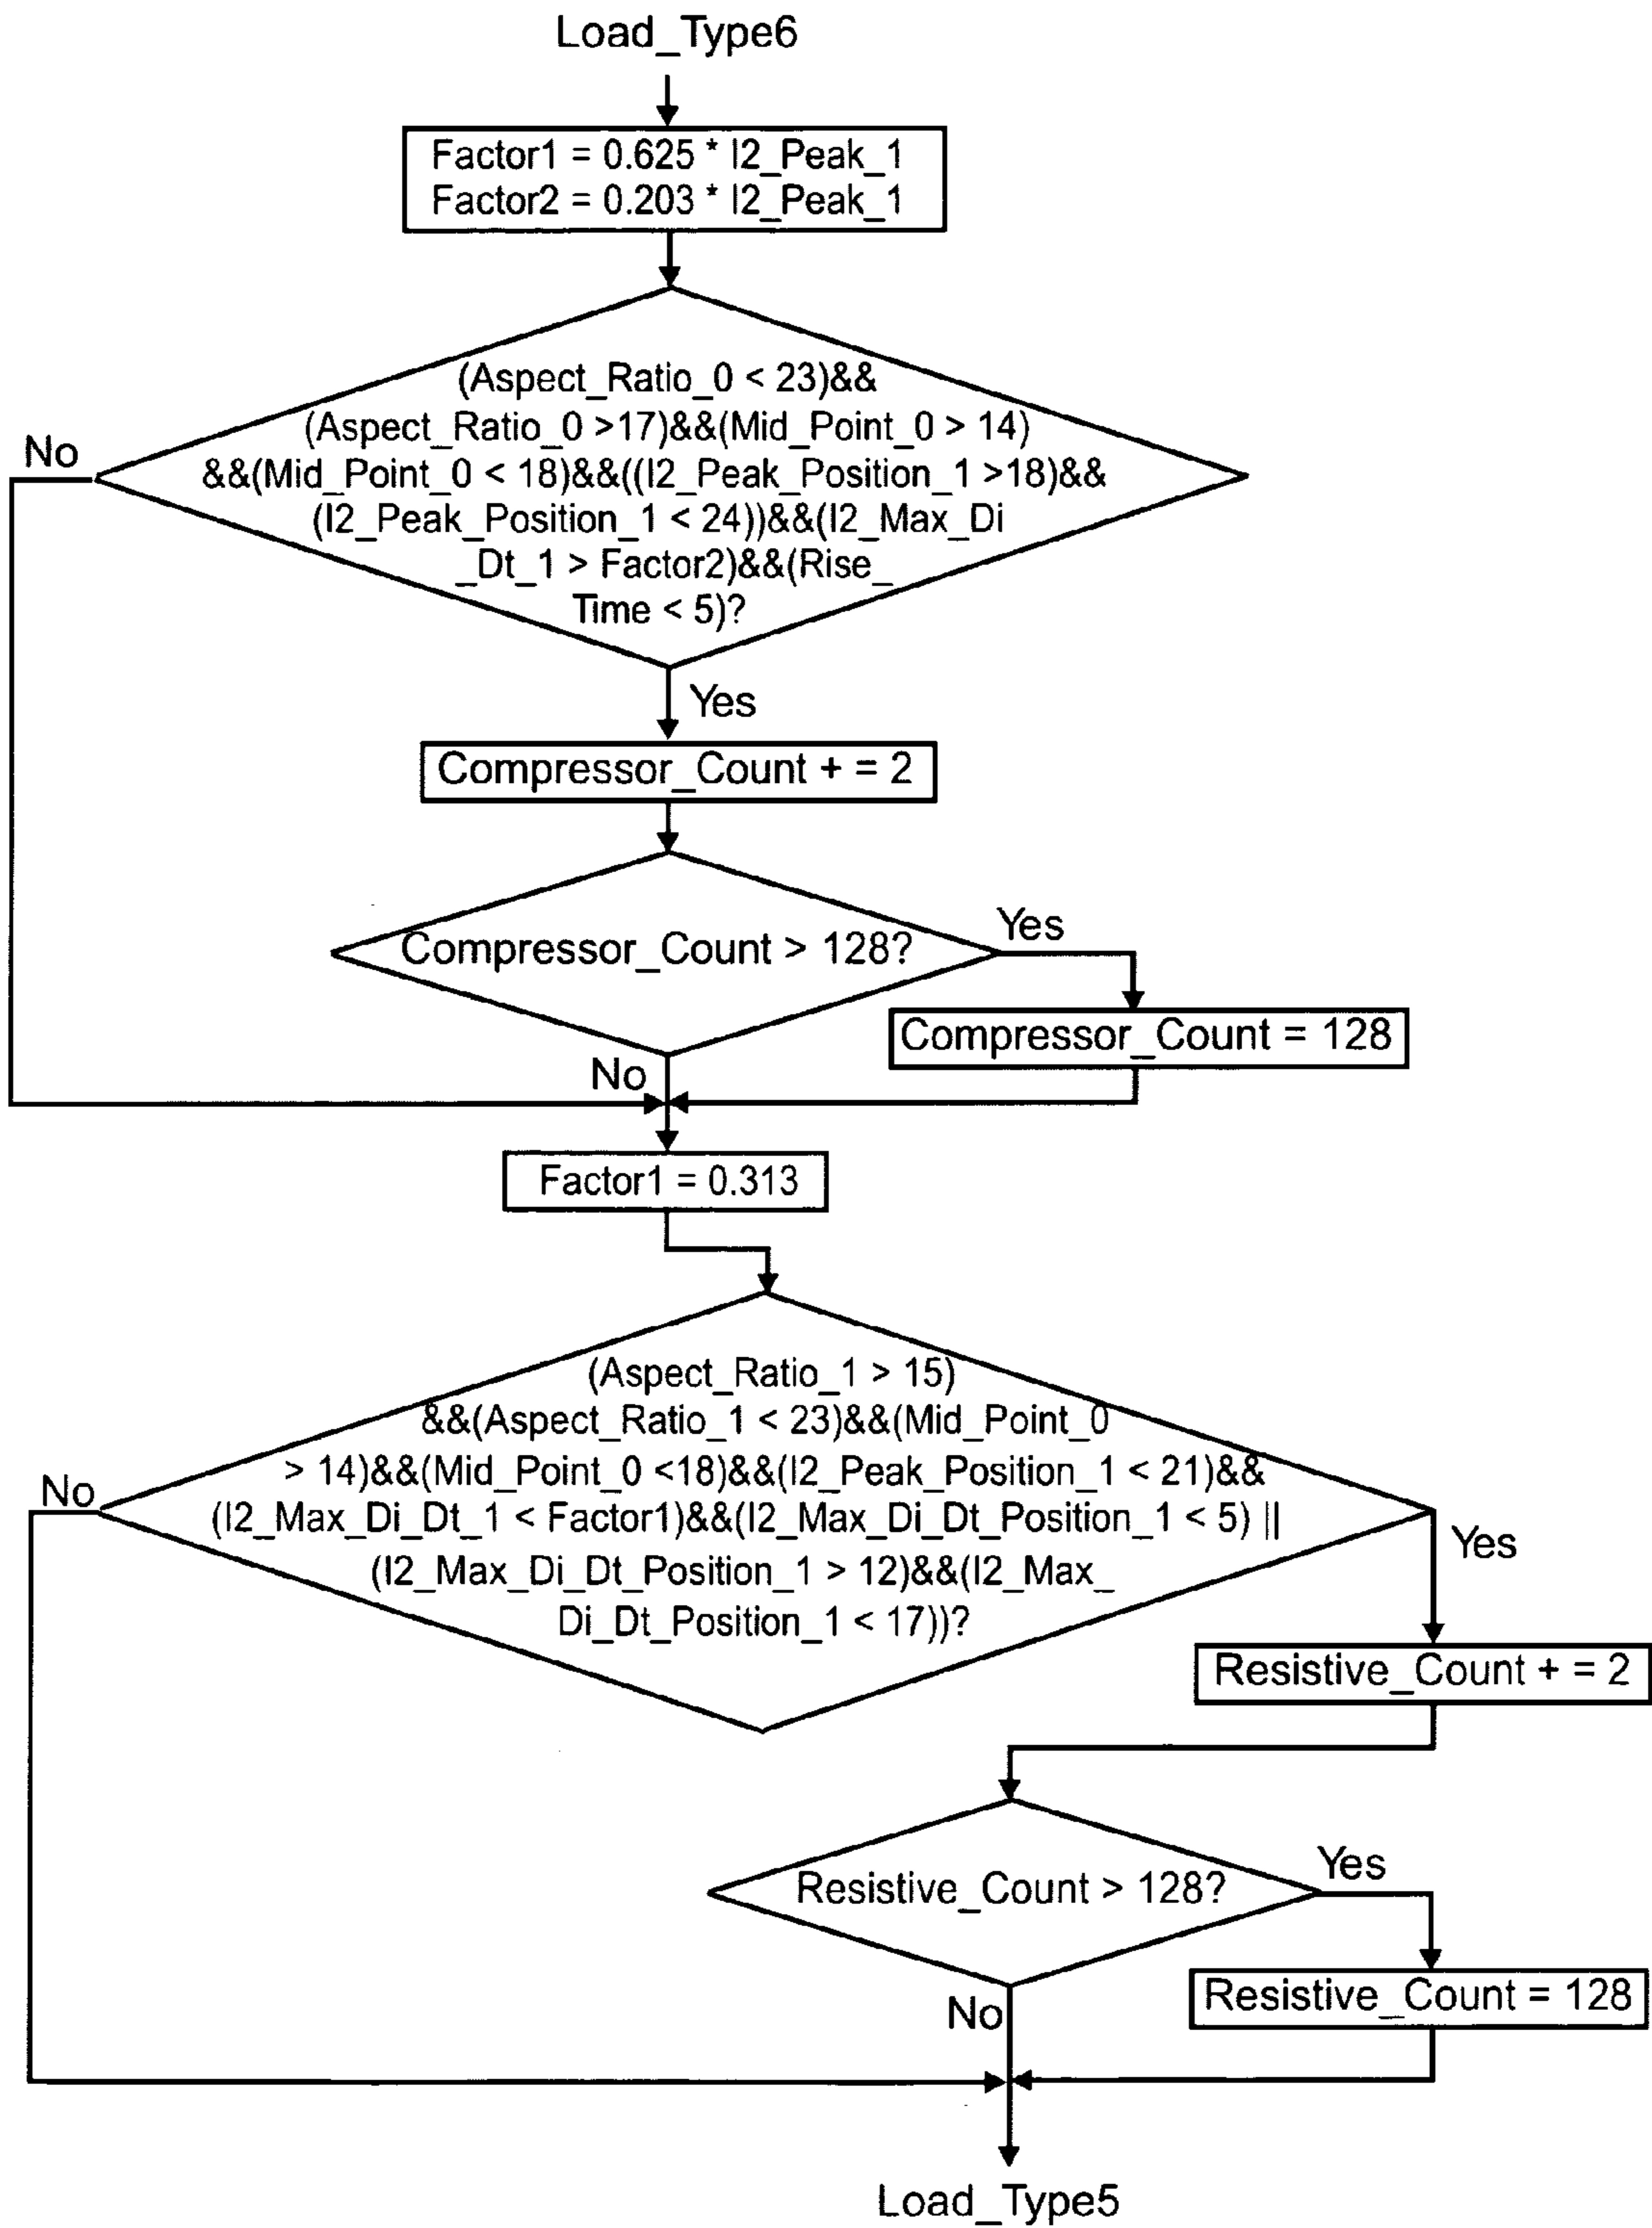 Load_Type6
Factor1 = 0.625 * I2_Peak_1
Factor2 = 0.203 * I2_Peak_1
(Aspect_Ratio_0 < 23)&&
(Aspect_Ratio_0 >17)&&(Mid_Point_0 > 14)
&&(Mid_Point_0 < 18)&&((I2_Peak_Position_1 >18)&&
(I2_Peak_Position_1 < 24))&&(I2_Max_Di
_Dt_1 > Factor2)&&(Rise_
Time < 5)?
No
Yes
Compressor_Count + = 2
Compressor_Count > 128?
Yes
Compressor_Count = 128
No
Factor1 = 0.313
(Aspect_Ratio_1 > 15)
&&(Aspect_Ratio_1 < 23)&&(Mid_Point_0
> 14)&&(Mid_Point_0 <18)&&(I2_Peak_Position_1 < 21)&&
(I2_Max_Di_Dt_1 < Factor1)&&(I2_Max_Di_Dt_Position_1 < 5) ||
(I2_Max_Di_Dt_Position_1 > 12)&&(I2_Max_
Di_Dt_Position_1 < 17))?
No
Yes
Resistive_Count + = 2
Resistive_Count > 128?
Yes
Resistive_Count = 128
No
Load_Type5